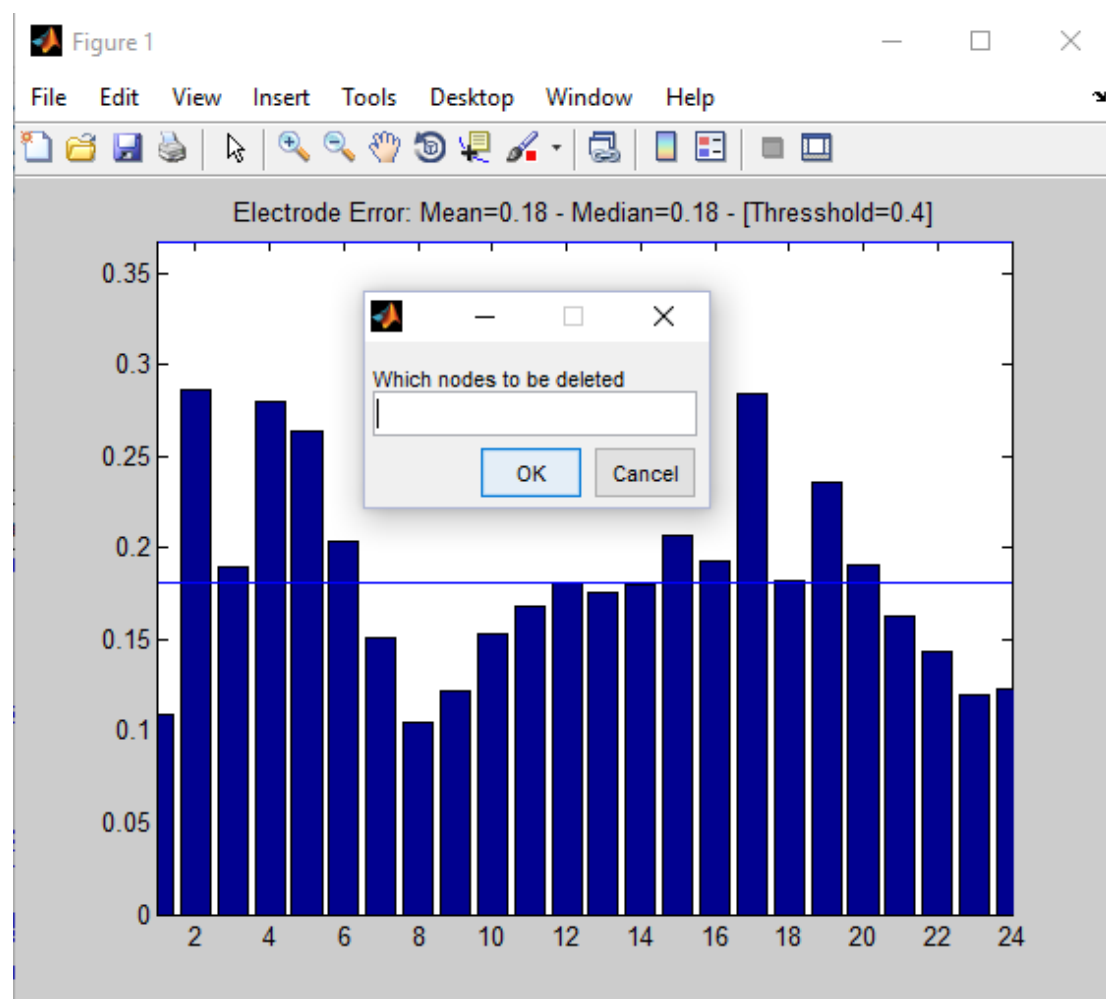 Figure 1
File Edit View Insert Tools Desktop Window Help
Electrode Error: Mean=0.18 - Median=0.18 - [Thresshold=0.4]
0.35
0.3
0.25
0.2
0.15
0.1
0.05
0
Which nodes to be deleted
OK Cancel
2 4 6 8 10 12 14 16 18 20 22 24